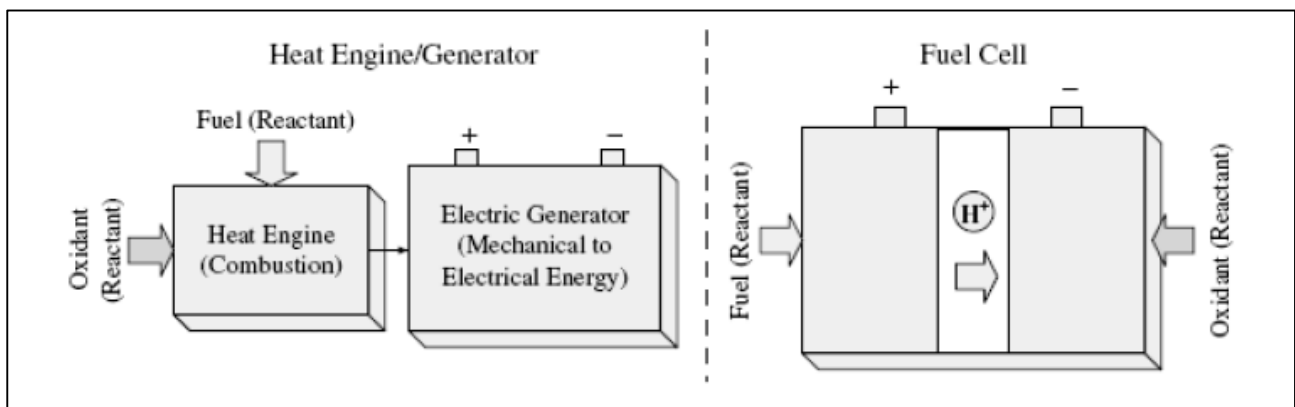 Heat Engine/Generator
Fuel (Reactant)
Oxidant
(Reactant)
Heat Engine
(Combustion)
+
−
Electric Generator
(Mechanical to
Electrical Energy)
Fuel Cell
+
−
Fuel (Reactant)
H⁺
Oxidant (Reactant)